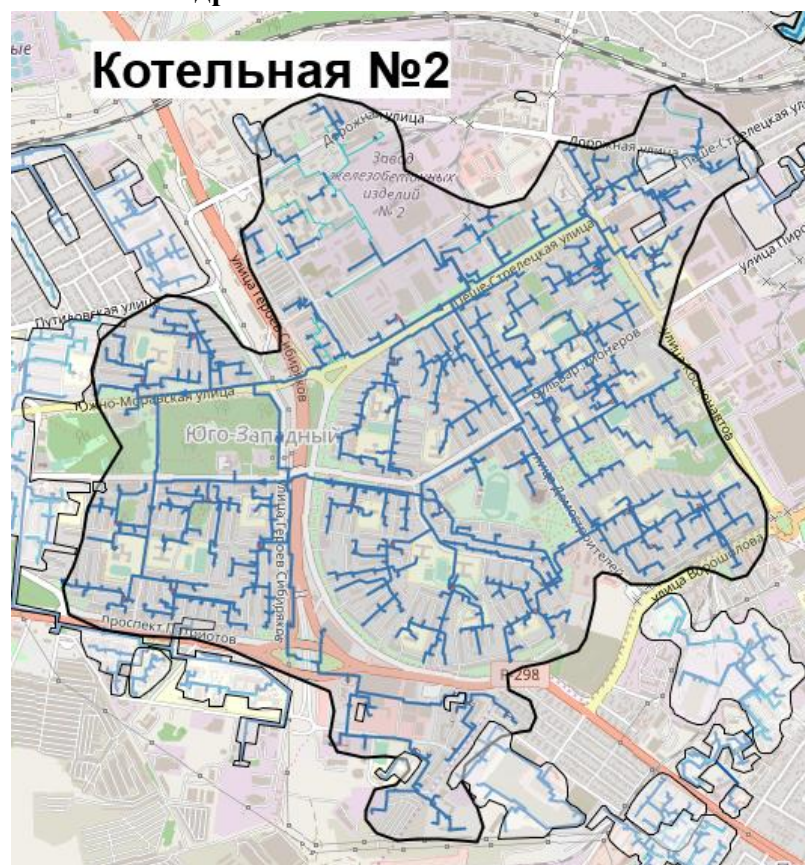 Котельная №2
Дорожная улица
Дорожная улица
Пеше-Стрелецкая улица
Завод
железобетонных
изделий
№ 2
улица Героев Сибиряков
Путиловская улица
Пеше-Стрелецкая улица
бульвар Пионеров
улица Космонавтов
Южно-Моравская улица
Юго-Западный
улица Героев Сибиряков
улица Домостроителей
улица Ворошилова
проспект Патриотов
Р-298